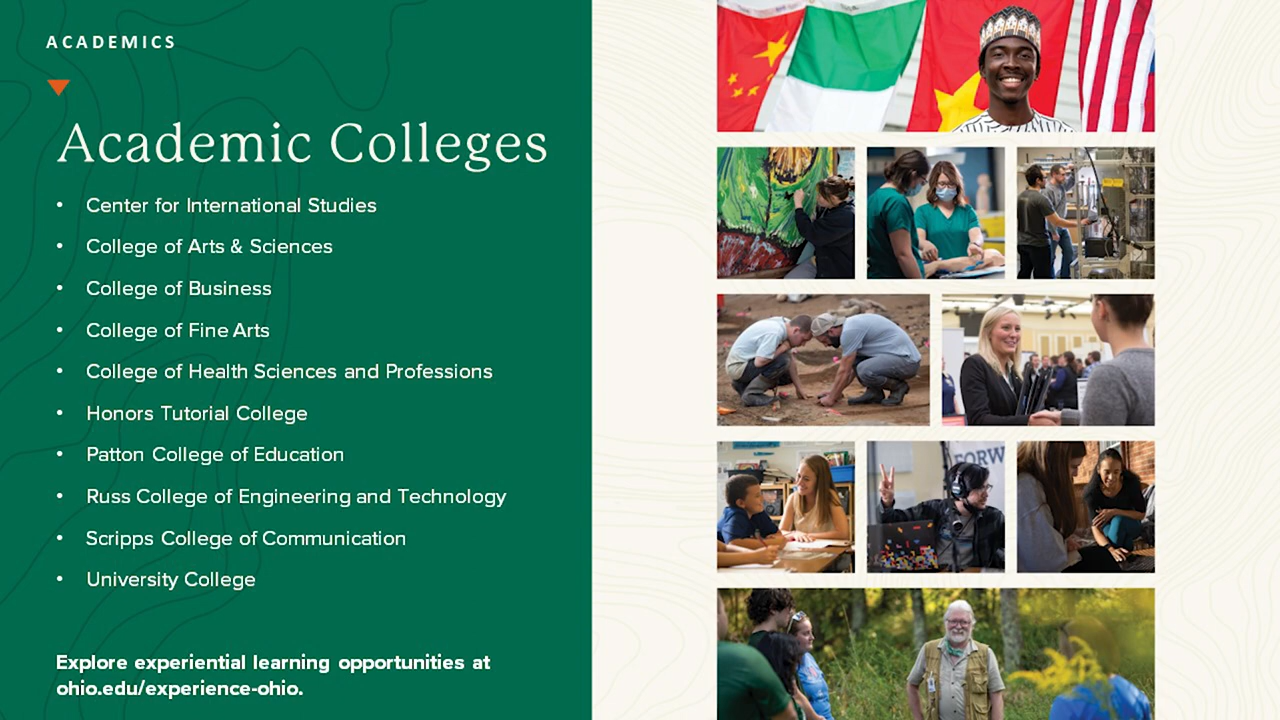 ACADEMICS
Academic Colleges
• Center for International Studies
• College of Arts & Sciences
• College of Business
• College of Fine Arts
• College of Health Sciences and Professions
• Honors Tutorial College
• Patton College of Education
• Russ College of Engineering and Technology
• Scripps College of Communication
• University College
Explore experiential learning opportunities at
ohio.edu/experience-ohio.
FORW